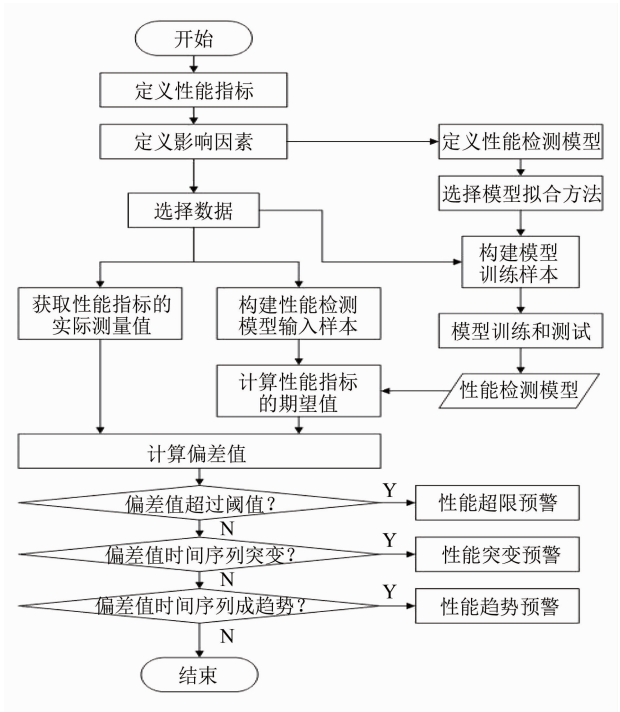 开始
定义性能指标
定义影响因素
定义性能检测模型
选择模型拟合方法
选择数据
构建模型
训练样本
获取性能指标的
实际测量值
构建性能检测
模型输入样本
模型训练和测试
计算性能指标
的期望值
性能检测模型
计算偏差值
偏差值超过阈值?
Y
性能超限预警
N
偏差值时间序列突变?
Y
性能突变预警
N
偏差值时间序列成趋势?
Y
性能趋势预警
N
结束